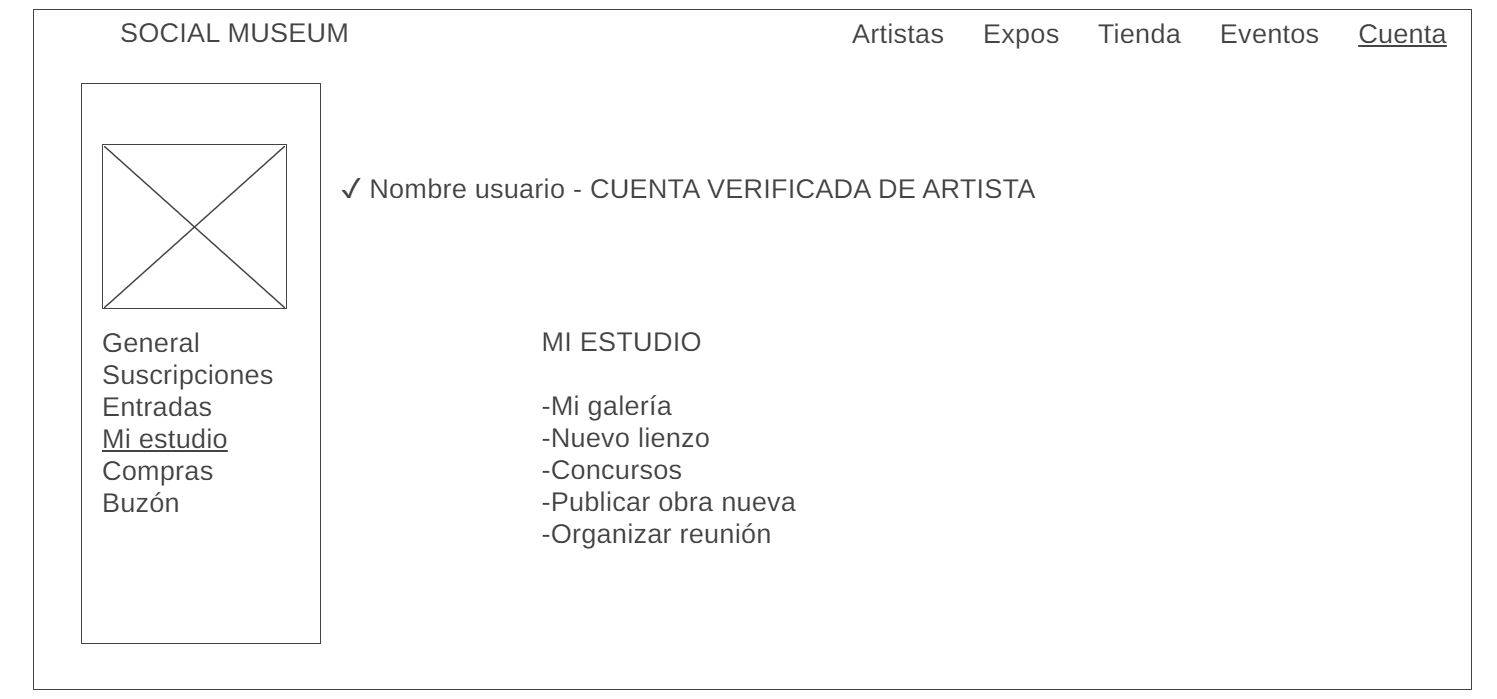 SOCIAL MUSEUM
Artistas Expos Tienda Eventos Cuenta
✓ Nombre usuario - CUENTA VERIFICADA DE ARTISTA
General
Suscripciones
Entradas
Mi estudio
Compras
Buzón
MI ESTUDIO
-Mi galería
-Nuevo lienzo
-Concursos
-Publicar obra nueva
-Organizar reunión